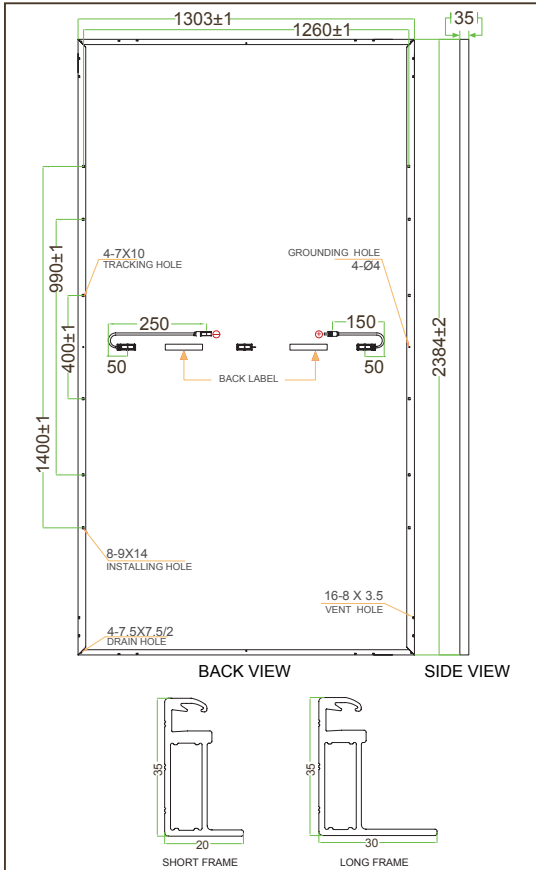 1303±1
35
1260±1
4-7X10
TRACKING HOLE
GROUNDING HOLE
4-Ø4
990±1
400±1
1400±1
2384±2
250
150
50
50
BACK LABEL
8-9X14
INSTALLING HOLE
16-8 X 3.5
VENT HOLE
4-7.5X7.5/2
DRAIN HOLE
BACK VIEW
SIDE VIEW
35
20
SHORT FRAME
35
30
LONG FRAME